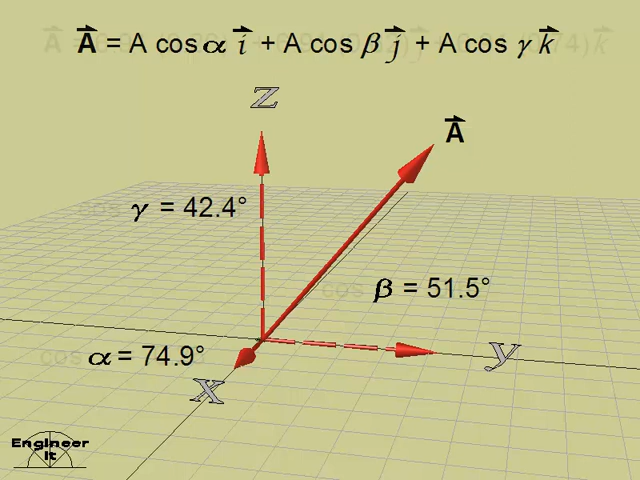 A = A cos α i + A cos β j + A cos γ k
z
A
γ = 42.4°
β = 51.5°
α = 74.9°
y
x
Engineer
It